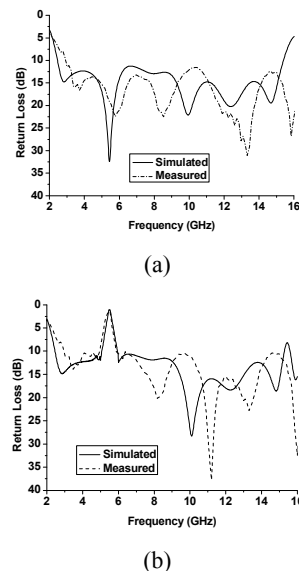 0
5
10
15
20
25
30
35
40
Return Loss (dB)
Simulated
Measured
2 4 6 8 10 12 14 16
Frequency (GHz)
(a)
0
5
10
15
20
25
30
35
40
Return Loss (dB)
Simulated
Measured
2 4 6 8 10 12 14 16
Frequency (GHz)
(b)